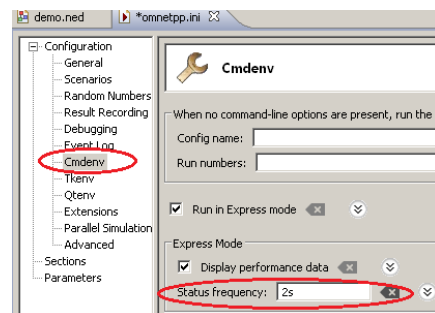 demo.ned
*omnetpp.ini
Configuration
General
Scenarios
Random Numbers
Result Recording
Debugging
Event Log
Cmdenv
Tkenv
Qtenv
Extensions
Parallel Simulation
Advanced
Sections
Parameters
Cmdenv
When no command-line options are present, run the
Config name:
Run numbers:
Run in Express mode
Express Mode
Display performance data
Status frequency: 2s